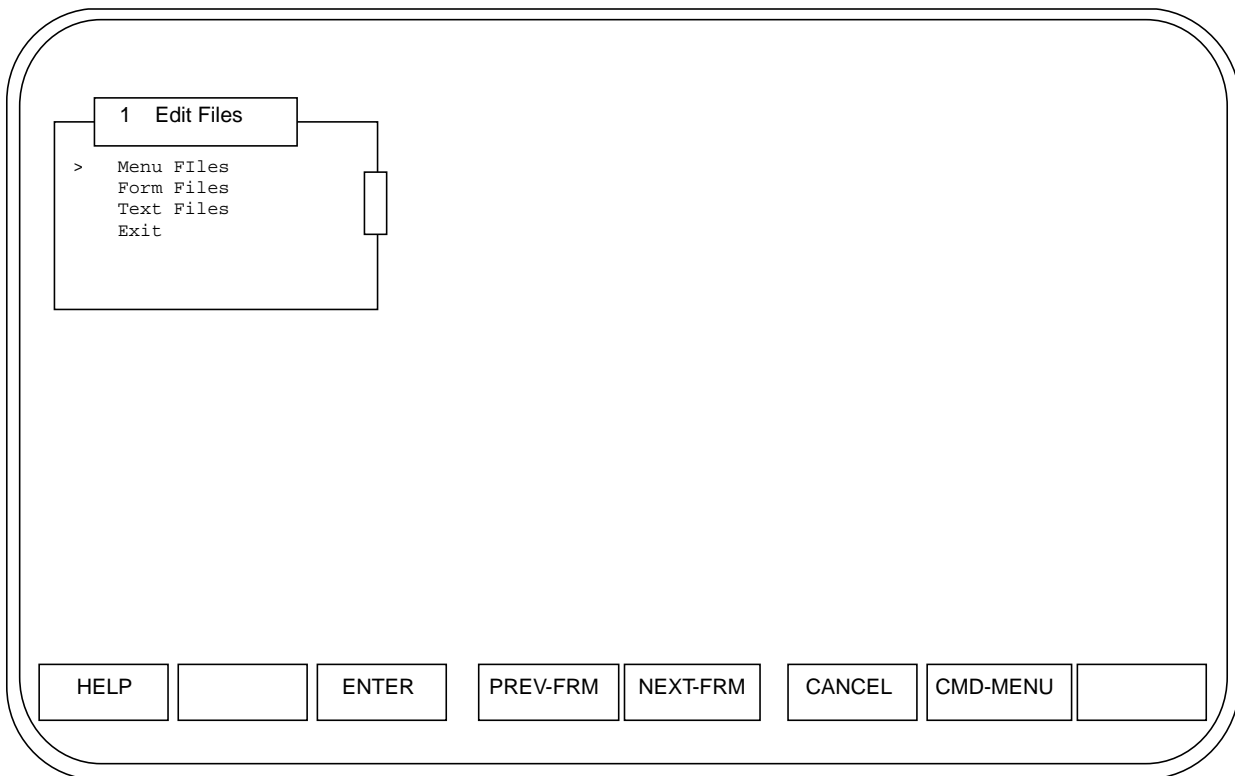 1 Edit Files
> Menu FIles
Form Files
Text Files
Exit
HELP ENTER PREV-FRM NEXT-FRM CANCEL CMD-MENU